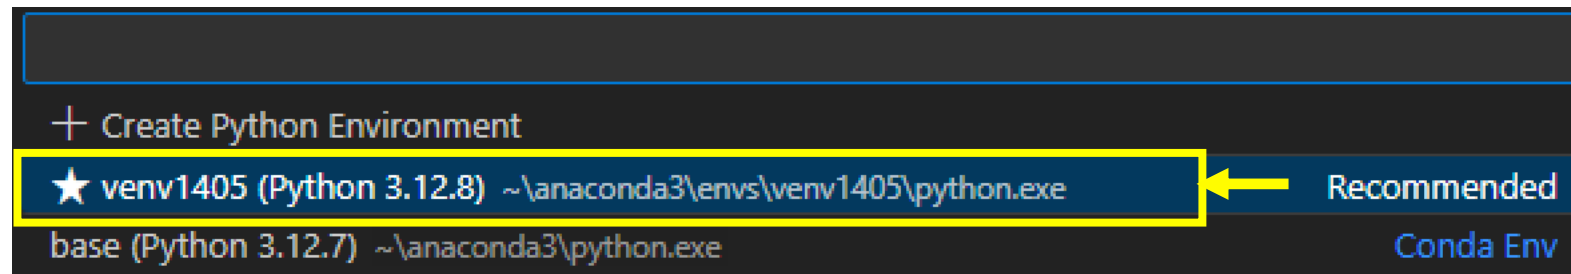 Create Python Environment
venv1405 (Python 3.12.8) ~\anaconda3\envs\venv1405\python.exe Recommended
base (Python 3.12.7) ~\anaconda3\python.exe Conda Env